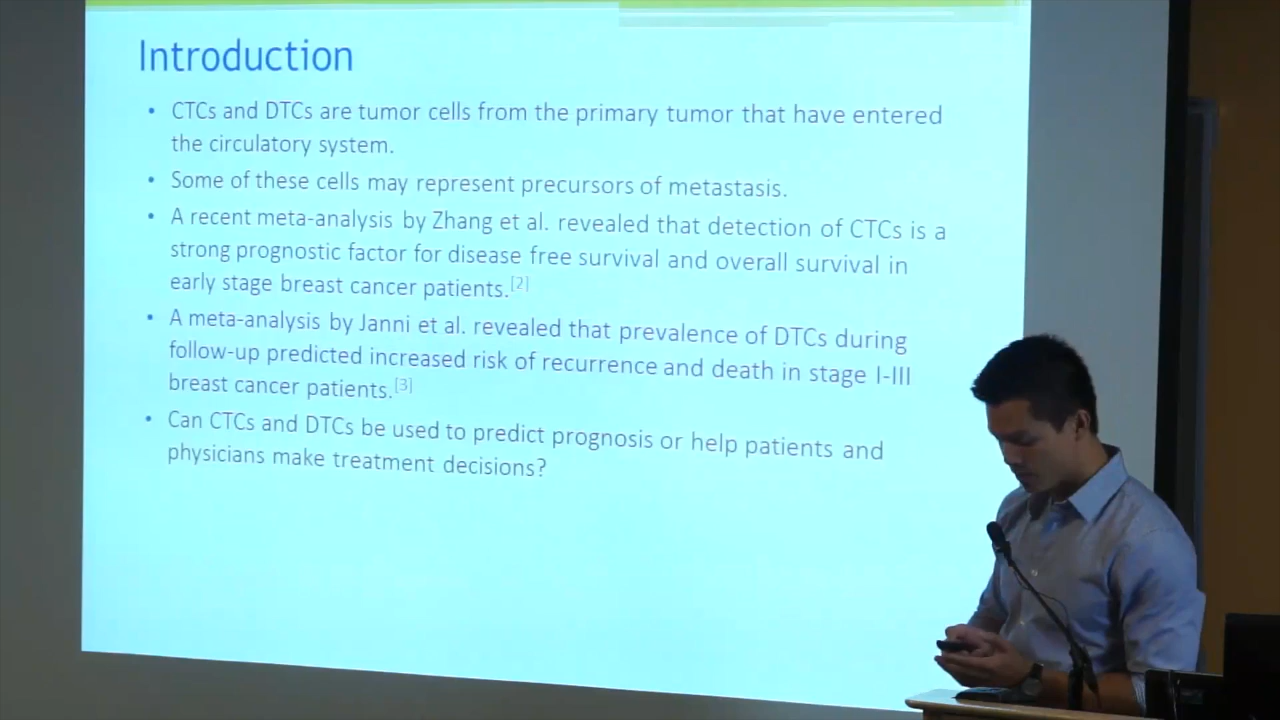 Introduction
• CTCs and DTCs are tumor cells from the primary tumor that have entered
the circulatory system.
• Some of these cells may represent precursors of metastasis.
• A recent meta-analysis by Zhang et al. revealed that detection of CTCs is a
strong prognostic factor for disease free survival and overall survival in
early stage breast cancer patients.[2]
• A meta-analysis by Janni et al. revealed that prevalence of DTCs during
follow-up predicted increased risk of recurrence and death in stage I-III
breast cancer patients.[3]
• Can CTCs and DTCs be used to predict prognosis or help patients and
physicians make treatment decisions?